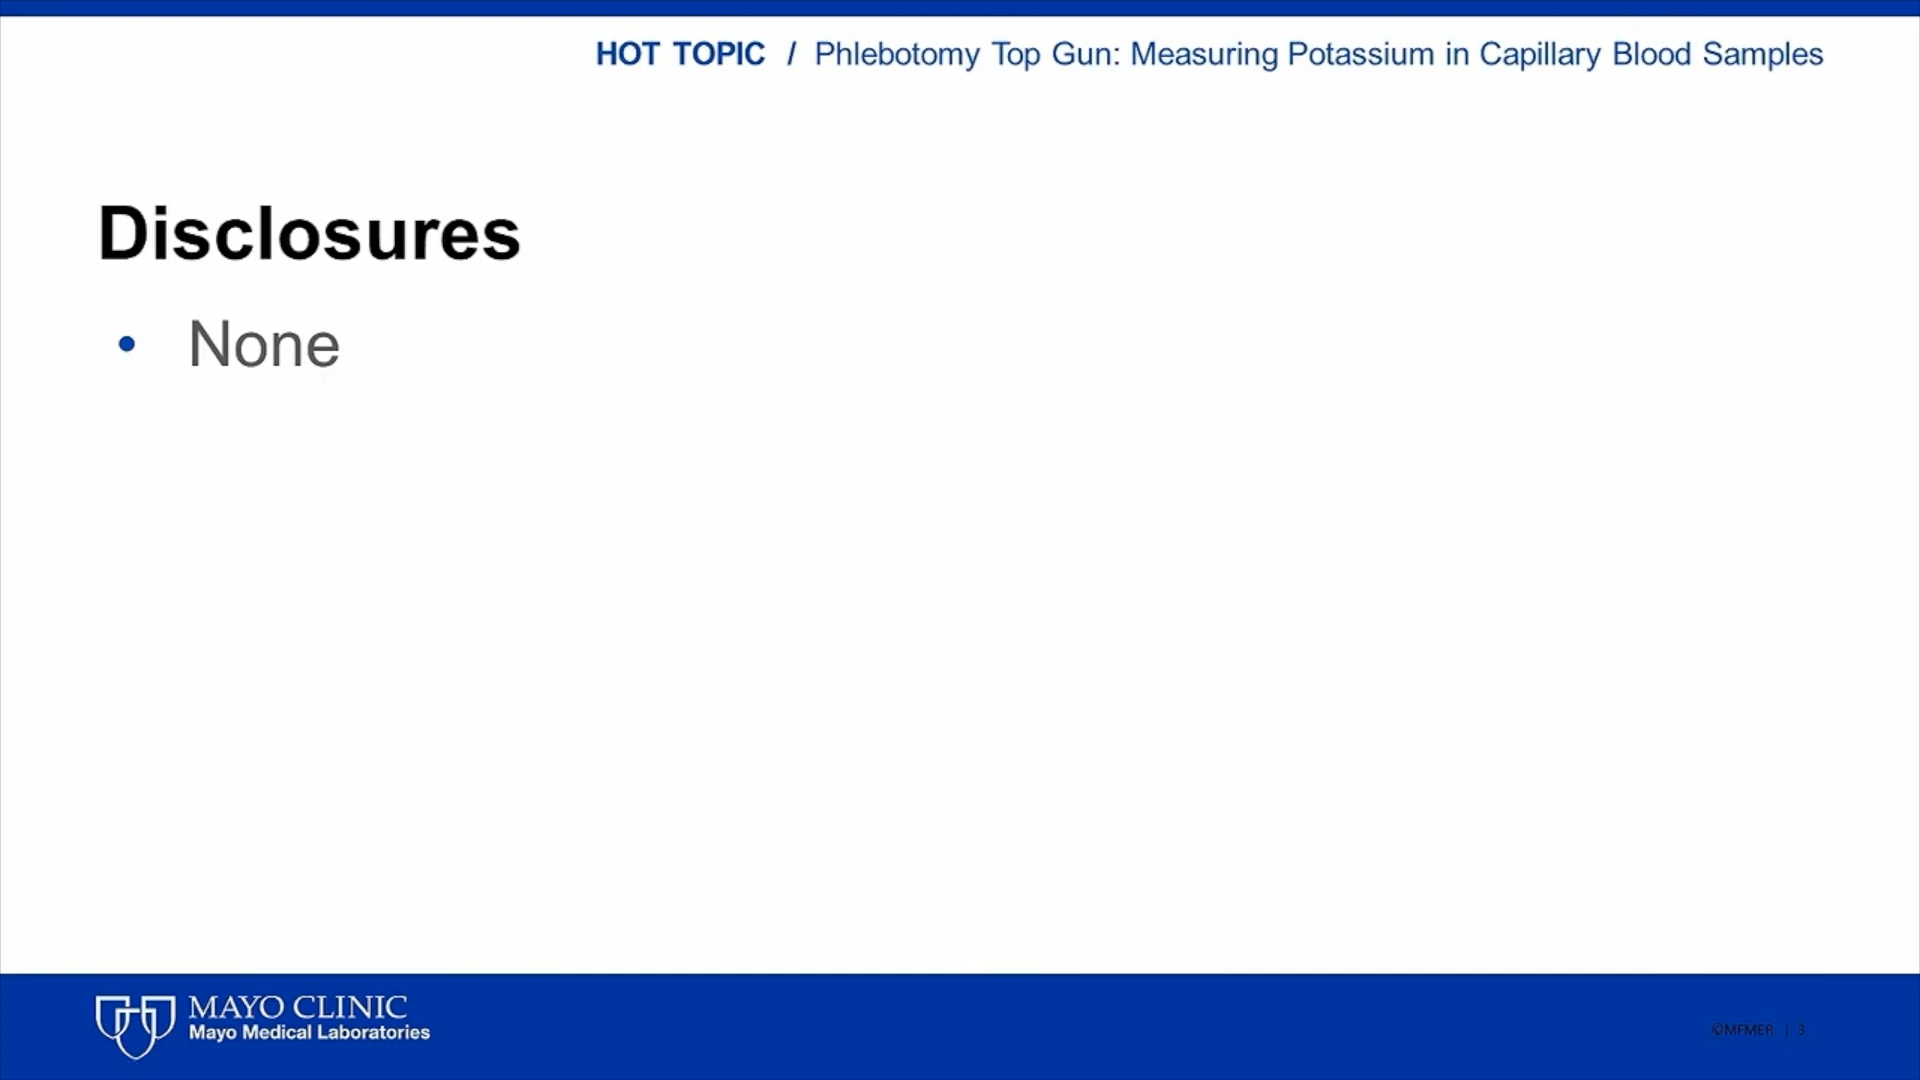 HOT TOPIC / Phlebotomy Top Gun: Measuring Potassium in Capillary Blood Samples
Disclosures
• None
MAYO CLINIC
Mayo Medical Laboratories
©MFMER | 3